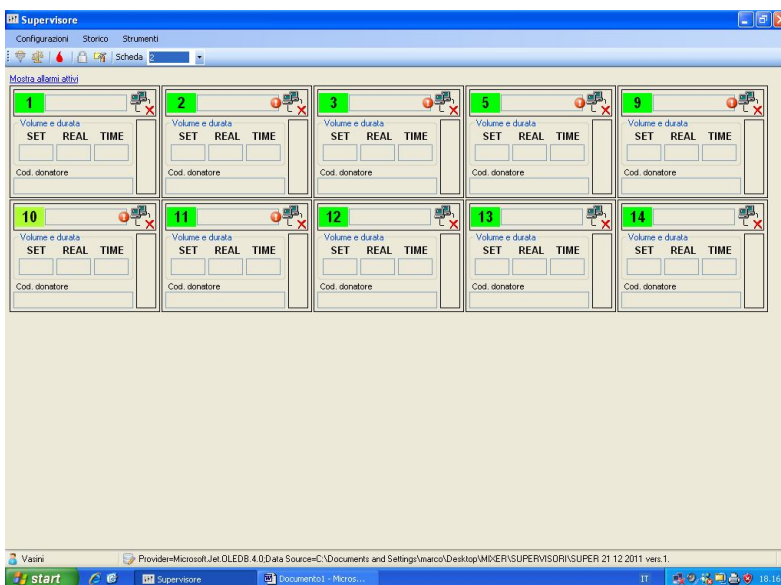 Supervisore
Configurazioni Storico Strumenti
Scheda 2
Mostra allarmi attivi
1 2 3 5 9
Volume e durata Volume e durata Volume e durata Volume e durata Volume e durata
SET REAL TIME SET REAL TIME SET REAL TIME SET REAL TIME SET REAL TIME
Cod. donatore Cod. donatore Cod. donatore Cod. donatore Cod. donatore
10 11 12 13 14
Volume e durata Volume e durata Volume e durata Volume e durata Volume e durata
SET REAL TIME SET REAL TIME SET REAL TIME SET REAL TIME SET REAL TIME
Cod. donatore Cod. donatore Cod. donatore Cod. donatore Cod. donatore
Vasini Provider=Microsoft.Jet.OLEDB.4.0;Data Source=C:\Documents and Settings\marco\Desktop\MIXER\SUPERVISORI\SUPER 21 12 2011 vers.1.
start Supervisore Documento1 - Micros... IT 18.16